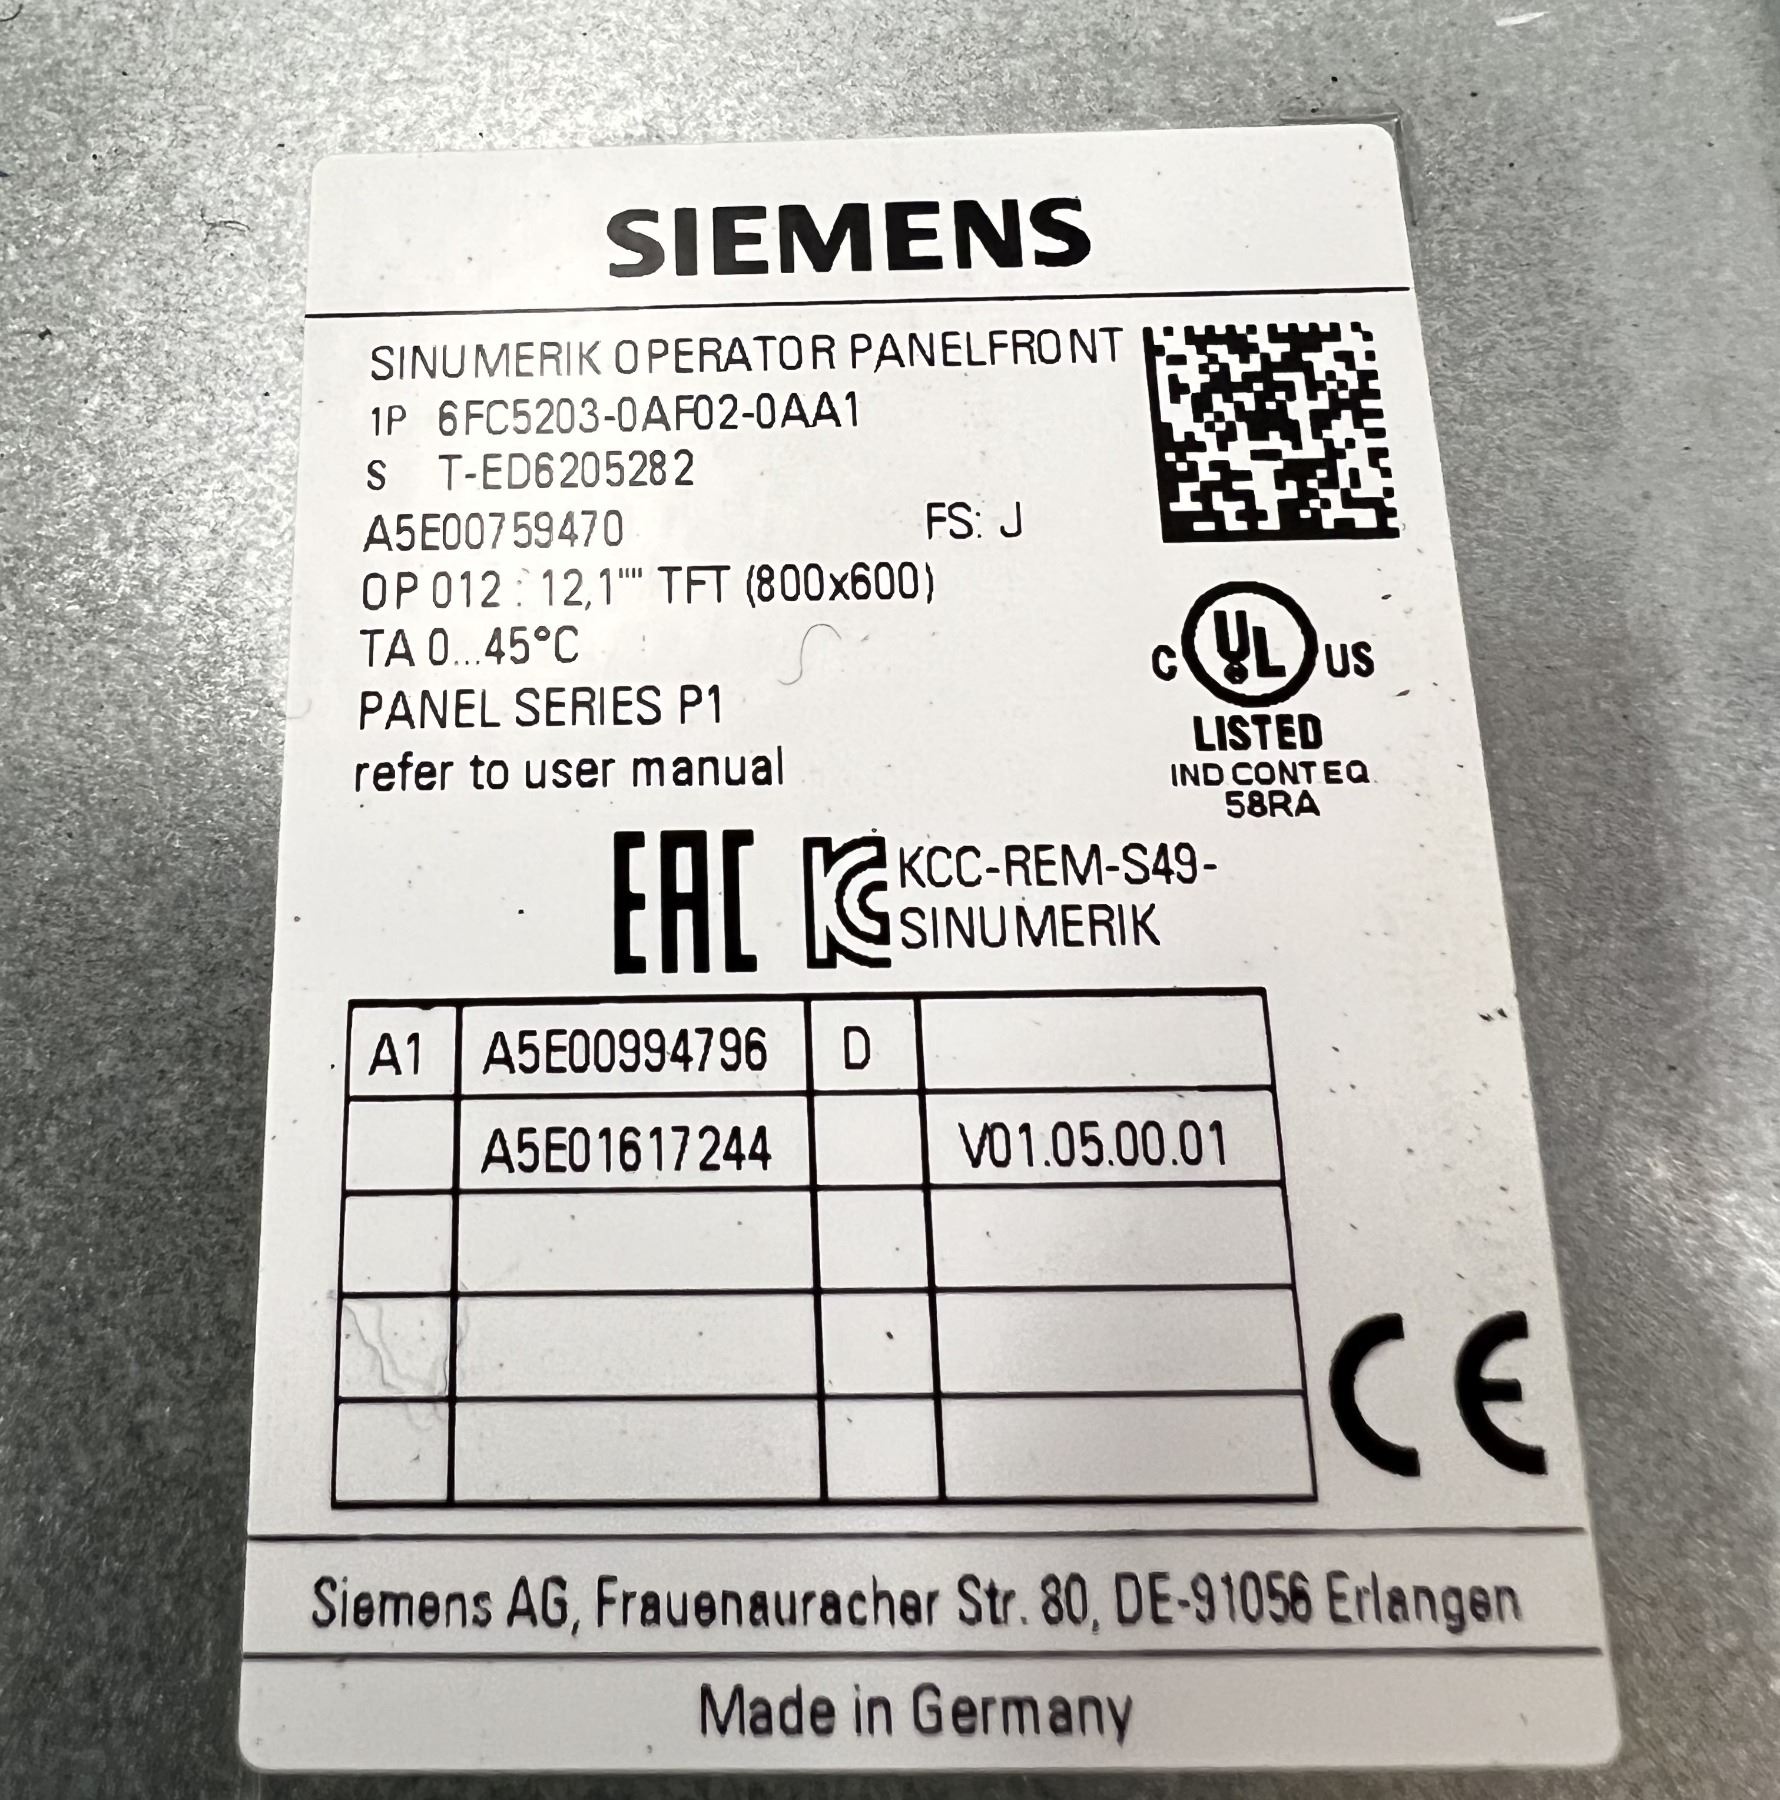 SIEMENS
SINUMERIK OPERATOR PANELFRONT
1P 6FC5203-0AF02-0AA1
S T-ED6205282
A5E00759470 FS: J
OP 012 : 12,1"" TFT (800x600)
TA 0...45°C
PANEL SERIES P1
refer to user manual
C UL US
LISTED
IND CONT EQ
58RA
EAC KC KCC-REM-S49-
SINUMERIK
A1 A5E00994796 D
A5E01617244 V01.05.00.01
CE
Siemens AG, Frauenauracher Str. 80, DE-91056 Erlangen
Made in Germany